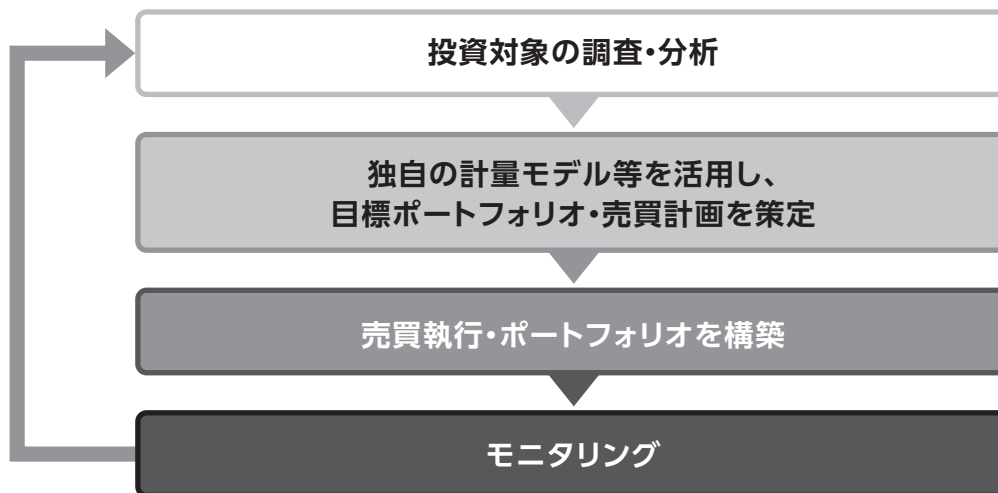 投資対象の調査・分析
独自の計量モデル等を活用し、
目標ポートフォリオ・売買計画を策定
売買執行・ポートフォリオを構築
モニタリング